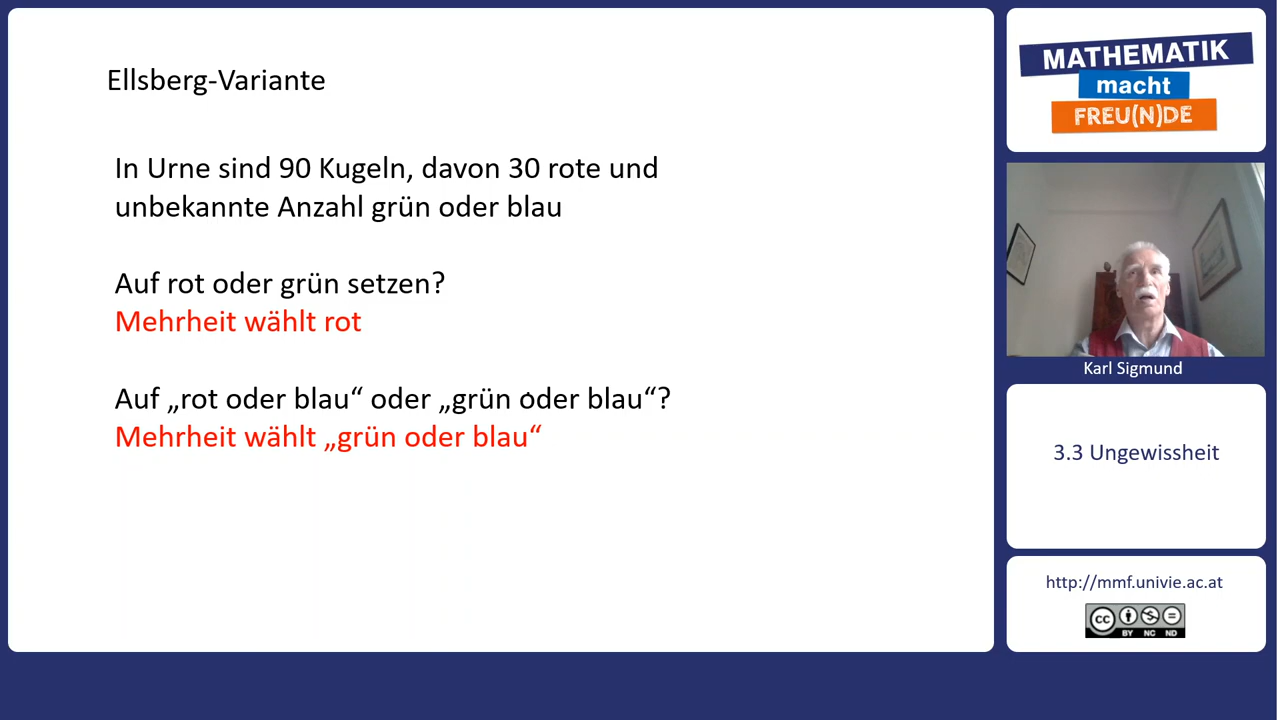 Ellsberg-Variante
In Urne sind 90 Kugeln, davon 30 rote und
unbekannte Anzahl grün oder blau
Auf rot oder grün setzen?
Mehrheit wählt rot
Auf „rot oder blau“ oder „grün oder blau“?
Mehrheit wählt „grün oder blau“
MATHEMATIK
macht
FREU(N)DE
Karl Sigmund
3.3 Ungewissheit
http://mmf.univie.ac.at
CC
BY NC ND